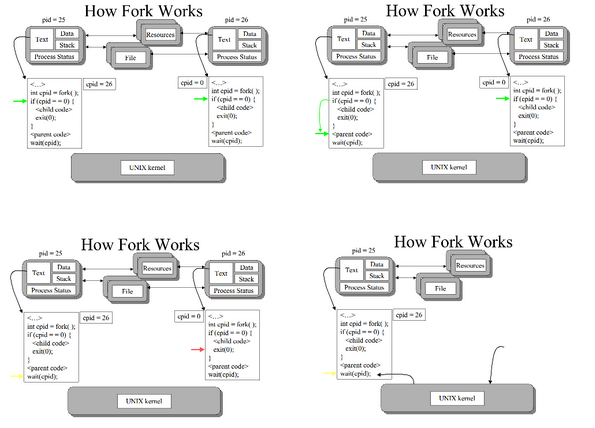 How Fork Works
pid = 25
pid = 26
Text
Data
Stack
Process Status
Resources
File
Text
Data
Stack
Process Status
<…>
int cpid = fork( );
if (cpid == 0) {
<child code>
exit(0);
}
<parent code>
wait(cpid);
cpid = 26
cpid = 0
<…>
int cpid = fork( );
if (cpid == 0) {
<child code>
exit(0);
}
<parent code>
wait(cpid);
UNIX kernel
How Fork Works
pid = 25
pid = 26
Text
Data
Stack
Process Status
Resources
File
Text
Data
Stack
Process Status
<…>
int cpid = fork( );
if (cpid == 0) {
<child code>
exit(0);
}
<parent code>
wait(cpid);
cpid = 26
cpid = 0
<…>
int cpid = fork( );
if (cpid == 0) {
<child code>
exit(0);
}
<parent code>
wait(cpid);
UNIX kernel
How Fork Works
pid = 25
pid = 26
Text
Data
Stack
Process Status
Resources
File
Text
Data
Stack
Process Status
<…>
int cpid = fork( );
if (cpid == 0) {
<child code>
exit(0);
}
<parent code>
wait(cpid);
cpid = 26
cpid = 0
<…>
int cpid = fork( );
if (cpid == 0) {
<child code>
exit(0);
}
<parent code>
wait(cpid);
UNIX kernel
How Fork Works
pid = 25
Text
Data
Stack
Process Status
Resources
File
<…>
int cpid = fork( );
if (cpid == 0) {
<child code>
exit(0);
}
<parent code>
wait(cpid);
cpid = 26
UNIX kernel